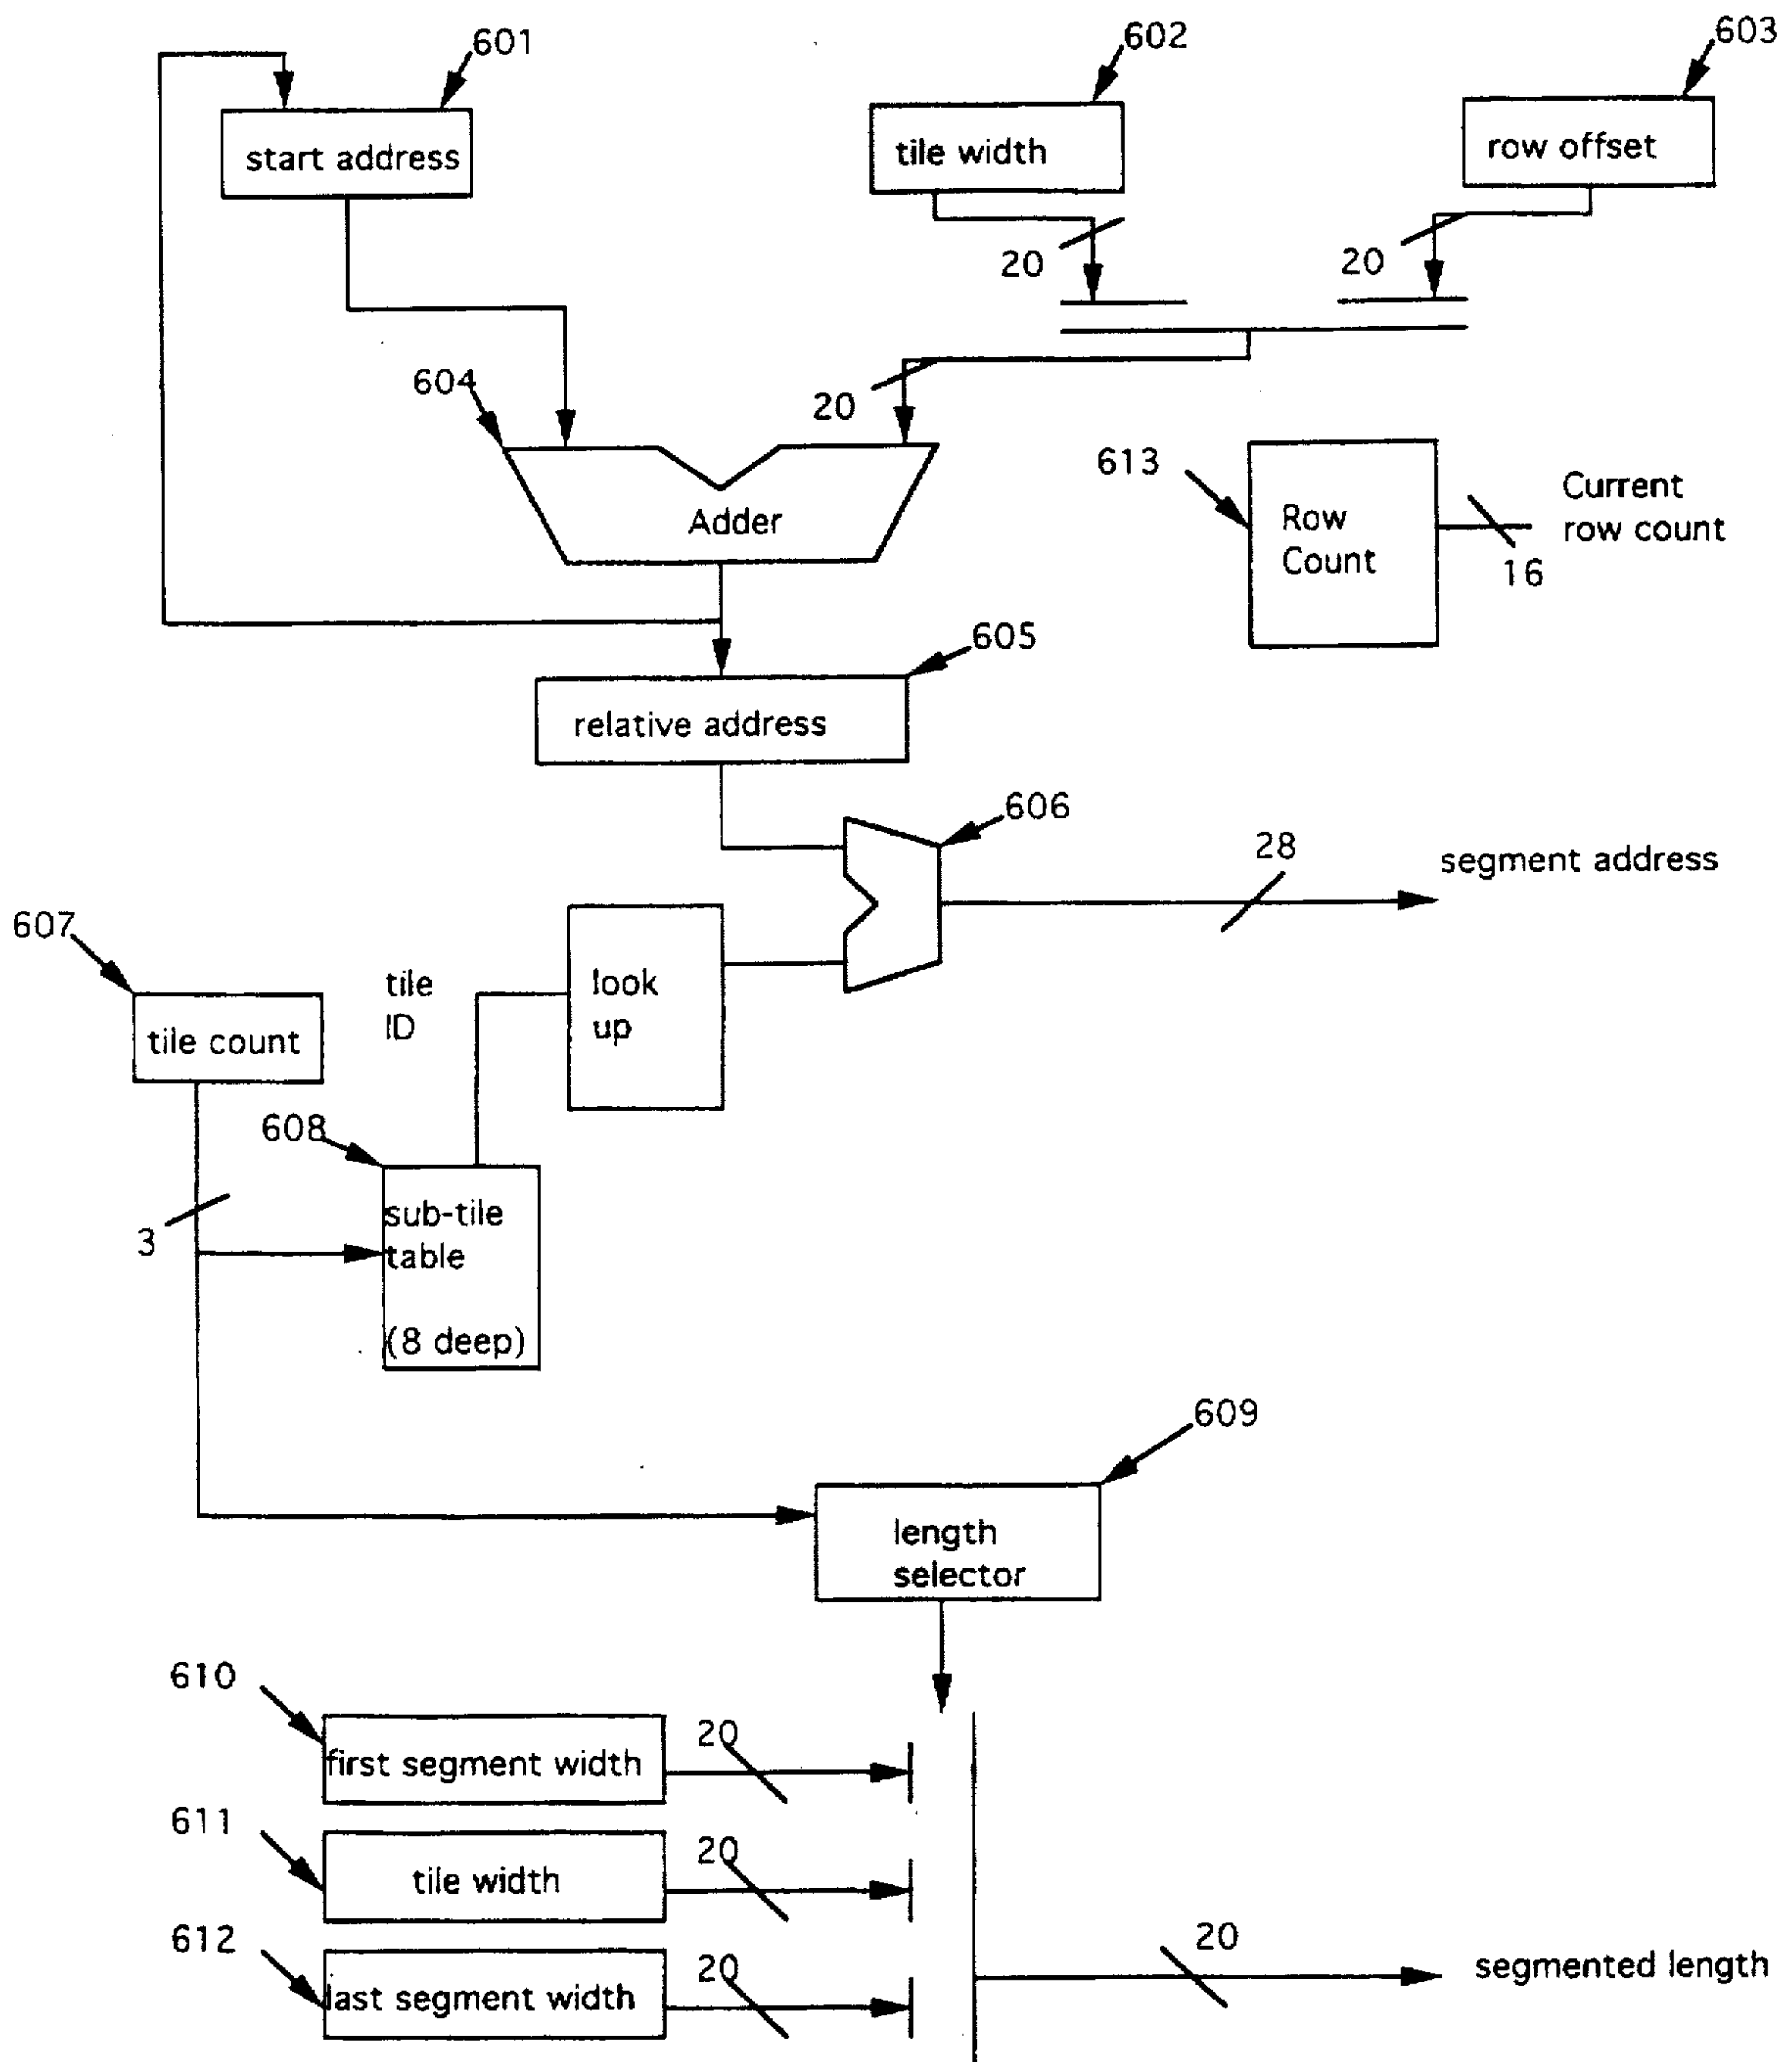 601
602
603
start address
tile width
row offset
20
20
604
20
613
Current
row count
Adder
Row
Count
16
605
relative address
606
28
segment address
607
tile
ID
look
up
tile count
608
3
sub-tile
table
(8 deep)
609
length
selector
610
20
first segment width
611
20
tile width
612
20
last segment width
20
segmented length